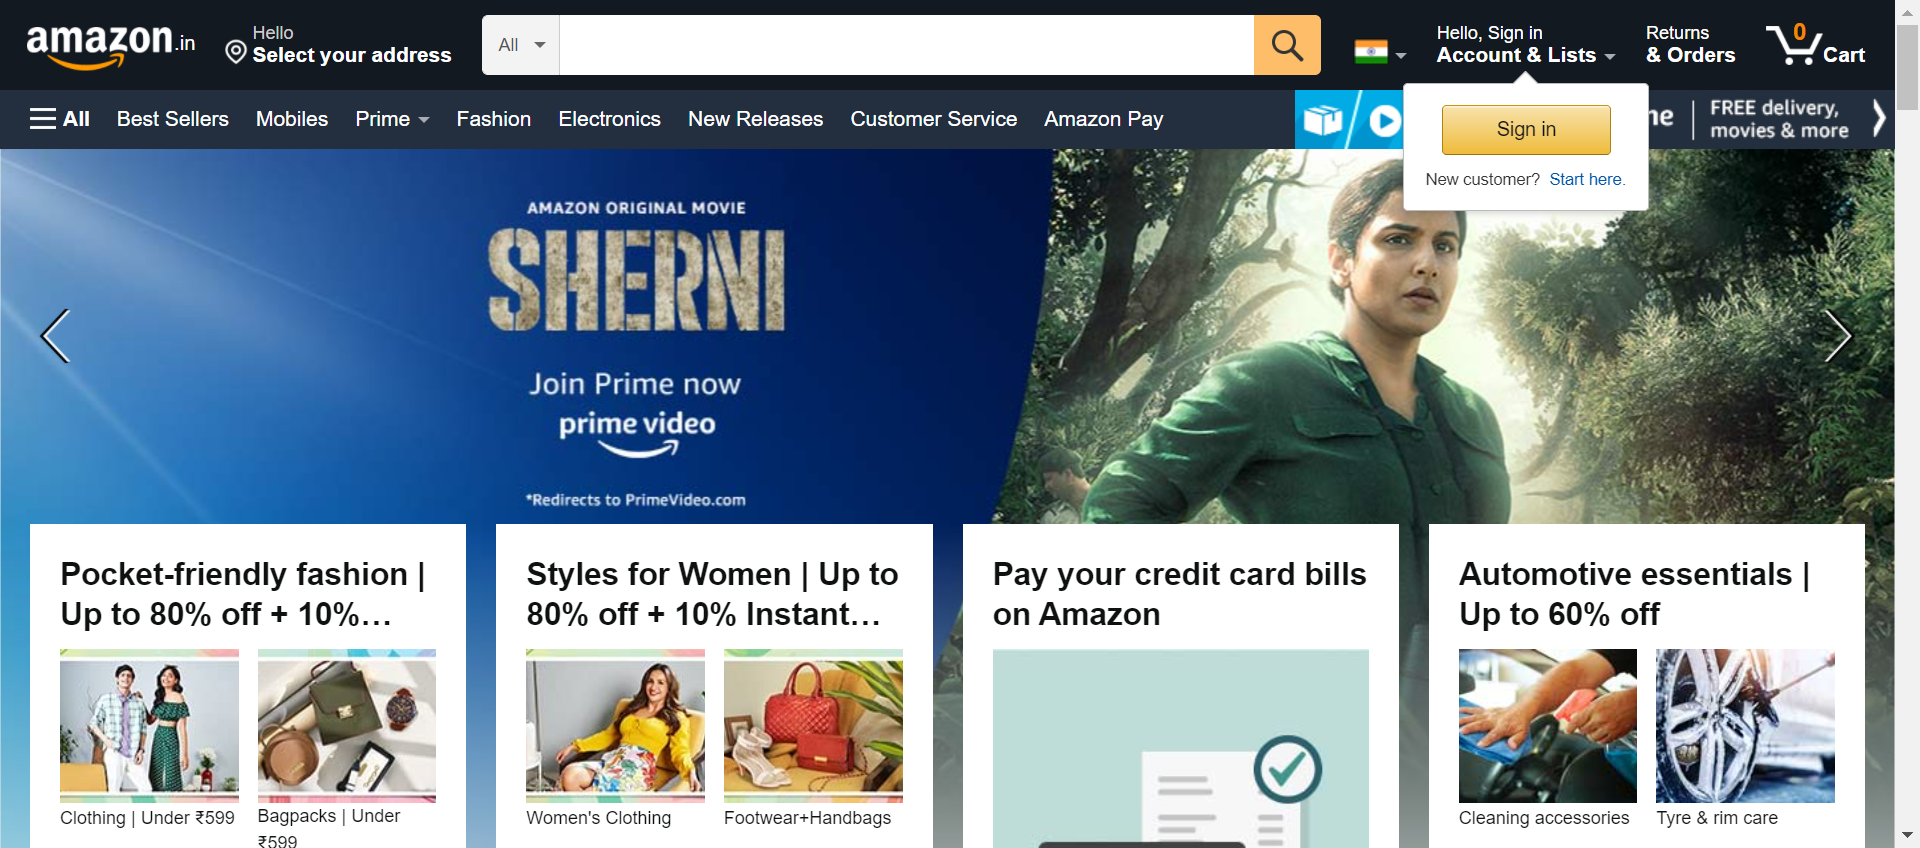 amazon.in
Hello
Select your address
All
Hello, Sign in
Account & Lists
Returns
& Orders
0
Cart
All
Best Sellers
Mobiles
Prime
Fashion
Electronics
New Releases
Customer Service
Amazon Pay
FREE delivery,
movies & more
Sign in
New customer? Start here.
AMAZON ORIGINAL MOVIE
SHERNI
Join Prime now
prime video
*Redirects to PrimeVideo.com
Pocket-friendly fashion |
Up to 80% off + 10%...
Clothing | Under ₹599
Bagpacks | Under
₹599
Styles for Women | Up to
80% off + 10% Instant...
Women's Clothing
Footwear+Handbags
Pay your credit card bills
on Amazon
Automotive essentials |
Up to 60% off
Cleaning accessories
Tyre & rim care